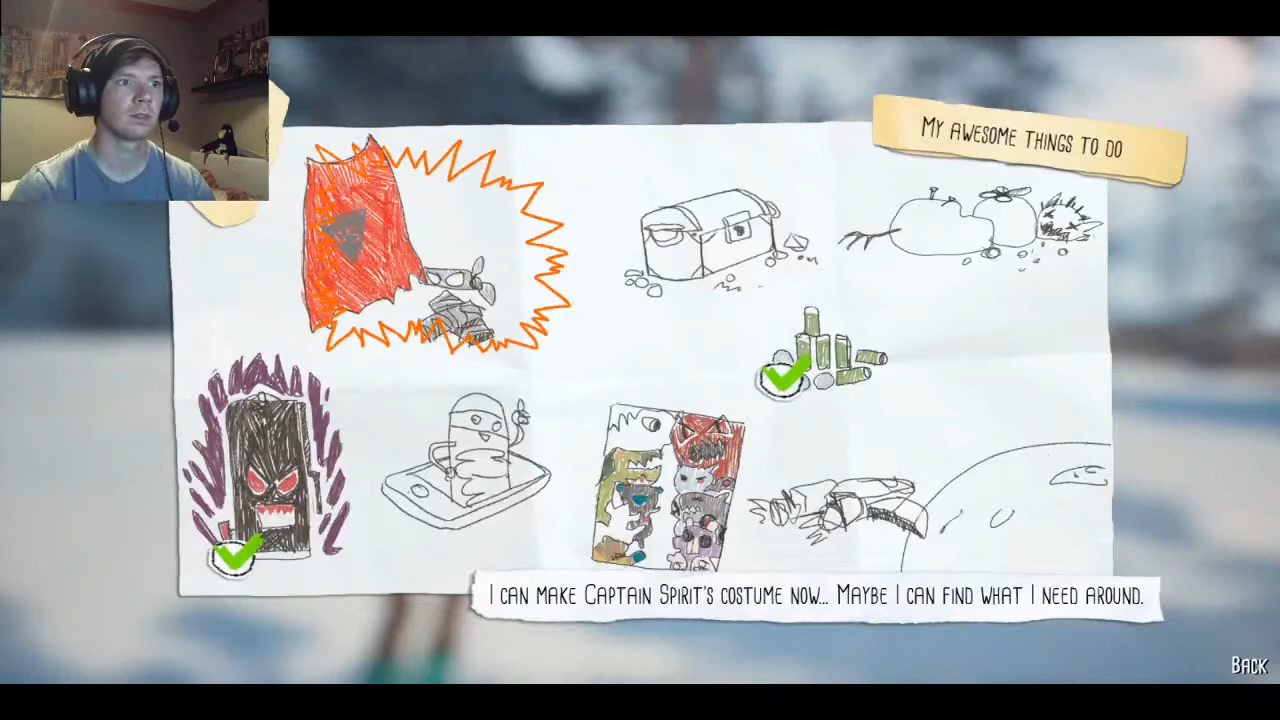 My awesome things to do
I can make Captain Spirit's costume now... Maybe I can find what I need around.
Back